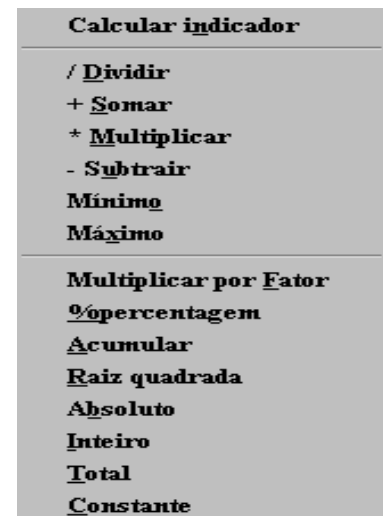 Calcular indicador
/ Dividir
+ Somar
* Multiplicar
- Subtrair
Mínimo
Máximo
Multiplicar por Fator
%percentagem
Acumular
Raiz quadrada
Absoluto
Inteiro
Total
Constante